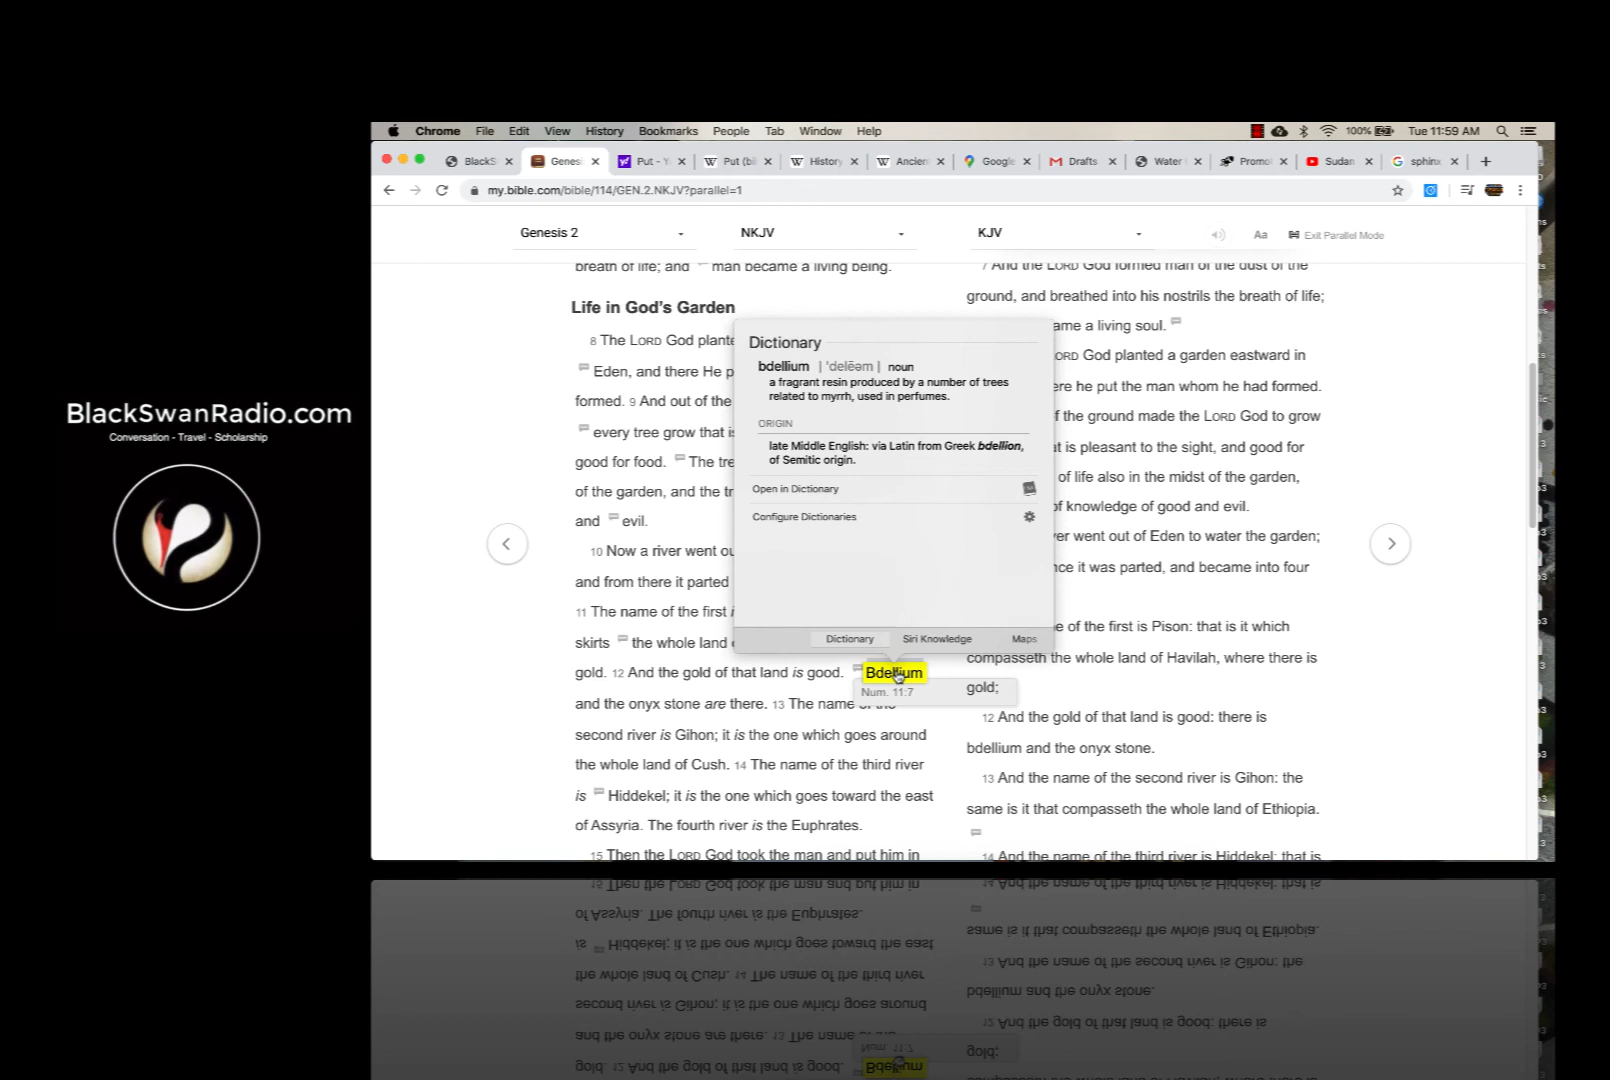 Chrome File Edit View History Bookmarks People Tab Window Help 100% Tue 11:59 AM
BlackS Genes Put - Y Put (bi History Ancien Google Drafts Water Promo Sudan sphinx
my.bible.com/bible/114/GEN.2.NKJV?parallel=1
Genesis 2 NKJV KJV Aa Exit Parallel Mode
BlackSwanRadio.com
Conversation - Travel - Scholarship
breath of life; and man became a living being.
Life in God's Garden
8 The LORD God plante
Eden, and there He p
formed. 9 And out of the
every tree grow that is
good for food. The tre
of the garden, and the tr
and evil.
10 Now a river went ou
and from there it parted
11 The name of the first is
skirts the whole land
gold. 12 And the gold of that land is good. Bdellium
Num. 11:7
and the onyx stone are there. 13 The name of the
second river is Gihon; it is the one which goes around
the whole land of Cush. 14 The name of the third river
is Hiddekel; it is the one which goes toward the east
of Assyria. The fourth river is the Euphrates.
15 Then the LORD God took the man and put him in
Dictionary
bdellium | ˈdelēəm | noun
a fragrant resin produced by a number of trees
related to myrrh, used in perfumes.
ORIGIN
late Middle English: via Latin from Greek bdellion,
of Semitic origin.
Open in Dictionary
Configure Dictionaries
Dictionary Siri Knowledge Maps
7 And the LORD God formed man of the dust of the
ground, and breathed into his nostrils the breath of life;
ame a living soul.
ORD God planted a garden eastward in
ere he put the man whom he had formed.
f the ground made the LORD God to grow
t is pleasant to the sight, and good for
of life also in the midst of the garden,
of knowledge of good and evil.
er went out of Eden to water the garden;
nce it was parted, and became into four
e of the first is Pison: that is it which
compasseth the whole land of Havilah, where there is
gold;
12 And the gold of that land is good: there is
bdellium and the onyx stone.
13 And the name of the second river is Gihon: the
same is it that compasseth the whole land of Ethiopia.
14 And the name of the third river is Hiddekel: that is